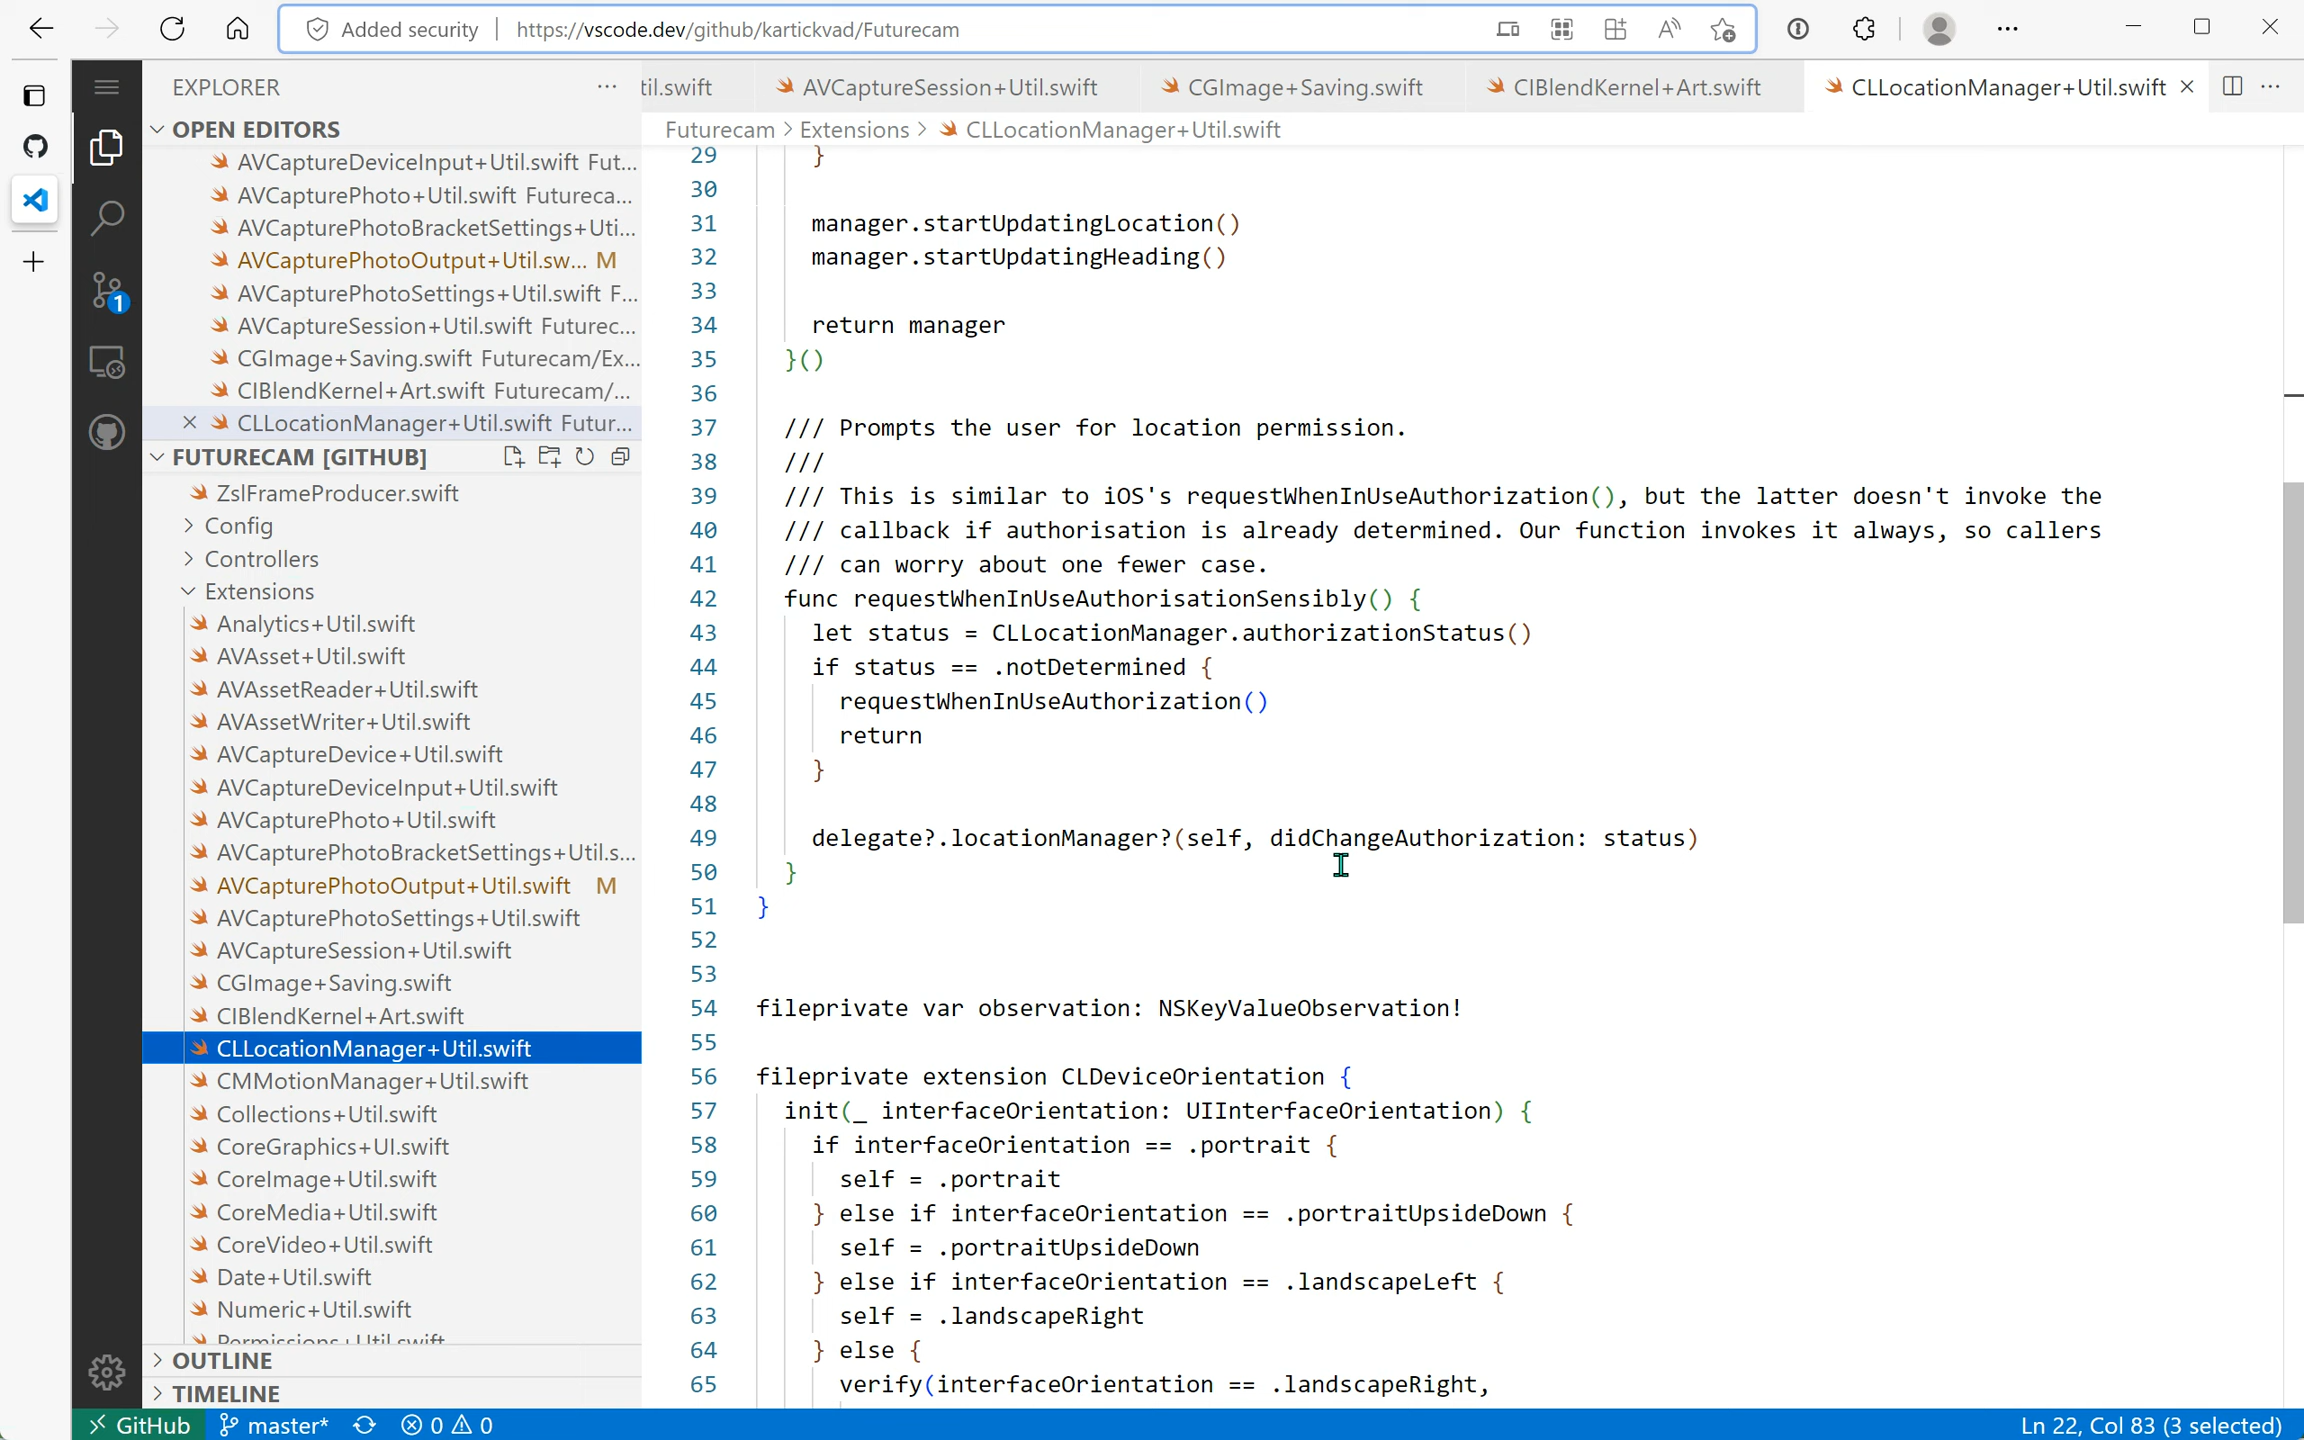 Added security
https://vscode.dev/github/kartickvad/Futurecam
EXPLORER
OPEN EDITORS
AVCaptureDeviceInput+Util.swift Fut...
AVCapturePhoto+Util.swift Futureca...
AVCapturePhotoBracketSettings+Uti...
AVCapturePhotoOutput+Util.sw... M
AVCapturePhotoSettings+Util.swift F...
AVCaptureSession+Util.swift Futurec...
CGImage+Saving.swift Futurecam/Ex...
CIBlendKernel+Art.swift Futurecam/...
CLLocationManager+Util.swift Futur...
FUTURECAM [GITHUB]
ZslFrameProducer.swift
Config
Controllers
Extensions
Analytics+Util.swift
AVAsset+Util.swift
AVAssetReader+Util.swift
AVAssetWriter+Util.swift
AVCaptureDevice+Util.swift
AVCaptureDeviceInput+Util.swift
AVCapturePhoto+Util.swift
AVCapturePhotoBracketSettings+Util.s...
AVCapturePhotoOutput+Util.swift M
AVCapturePhotoSettings+Util.swift
AVCaptureSession+Util.swift
CGImage+Saving.swift
CIBlendKernel+Art.swift
CLLocationManager+Util.swift
CMMotionManager+Util.swift
Collections+Util.swift
CoreGraphics+UI.swift
CoreImage+Util.swift
CoreMedia+Util.swift
CoreVideo+Util.swift
Date+Util.swift
Numeric+Util.swift
Permissions+Util.swift
OUTLINE
TIMELINE
1
til.swift
AVCaptureSession+Util.swift
CGImage+Saving.swift
CIBlendKernel+Art.swift
CLLocationManager+Util.swift
Futurecam > Extensions > CLLocationManager+Util.swift
29 }
30
31 manager.startUpdatingLocation()
32 manager.startUpdatingHeading()
33
34 return manager
35 }()
36
37 /// Prompts the user for location permission.
38 ///
39 /// This is similar to iOS's requestWhenInUseAuthorization(), but the latter doesn't invoke the
40 /// callback if authorisation is already determined. Our function invokes it always, so callers
41 /// can worry about one fewer case.
42 func requestWhenInUseAuthorisationSensibly() {
43 let status = CLLocationManager.authorizationStatus()
44 if status == .notDetermined {
45 requestWhenInUseAuthorization()
46 return
47 }
48
49 delegate?.locationManager?(self, didChangeAuthorization: status)
50 }
51 }
52
53
54 fileprivate var observation: NSKeyValueObservation!
55
56 fileprivate extension CLDeviceOrientation {
57 init(_ interfaceOrientation: UIInterfaceOrientation) {
58 if interfaceOrientation == .portrait {
59 self = .portrait
60 } else if interfaceOrientation == .portraitUpsideDown {
61 self = .portraitUpsideDown
62 } else if interfaceOrientation == .landscapeLeft {
63 self = .landscapeRight
64 } else {
65 verify(interfaceOrientation == .landscapeRight,
GitHub
master*
0
0
Ln 22, Col 83 (3 selected)